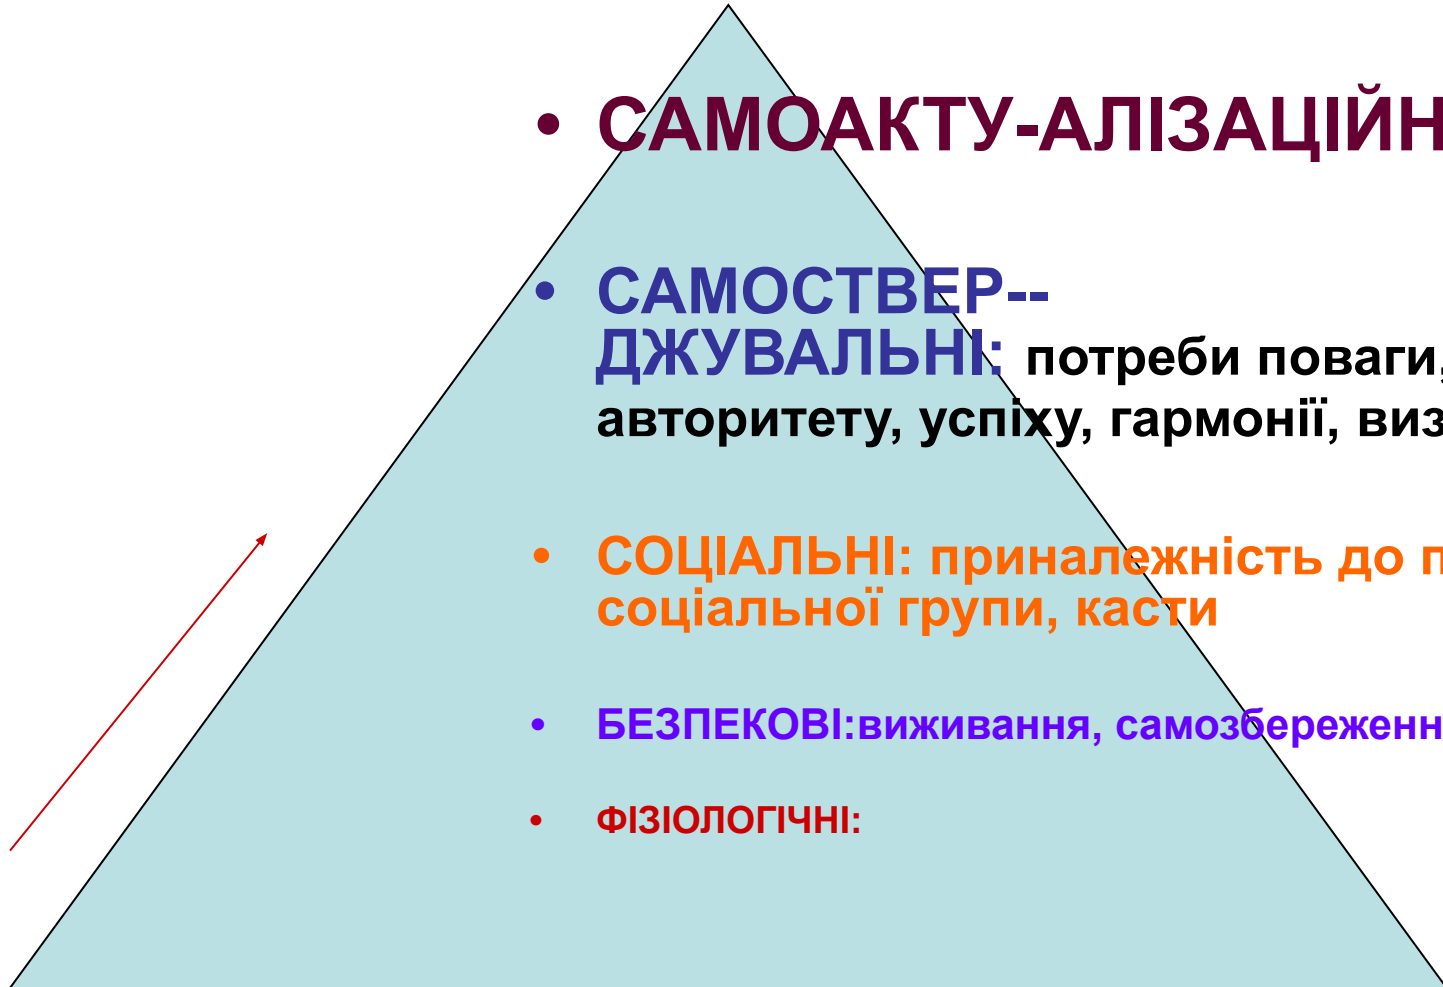 • САМОАКТУ-АЛІЗАЦІЙН
• САМОСТВЕР--
ДЖУВАЛЬНІ: потреби поваги,
авторитету, успіху, гармонії, виз
• СОЦІАЛЬНІ: приналежність до п
соціальної групи, касти
• БЕЗПЕКОВІ:виживання, самозбереженн
• ФІЗІОЛОГІЧНІ: